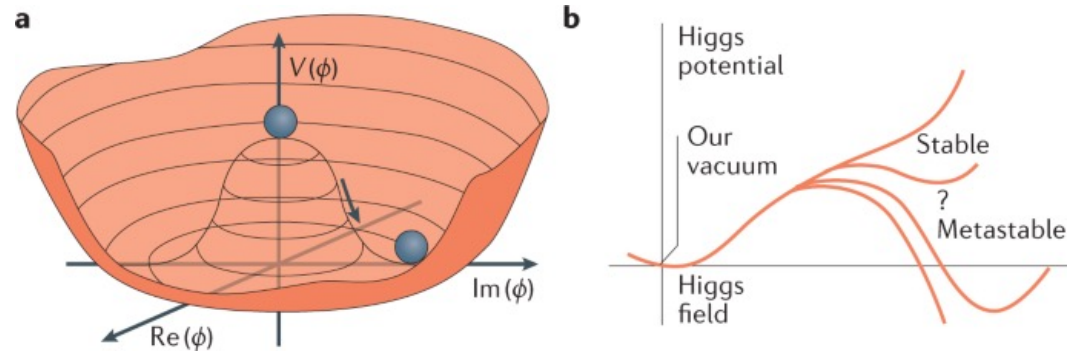 a
V(ϕ)
Im(ϕ)
Re(ϕ)
b
Higgs
potential
Our
vacuum
Stable
?
Metastable
Higgs
field